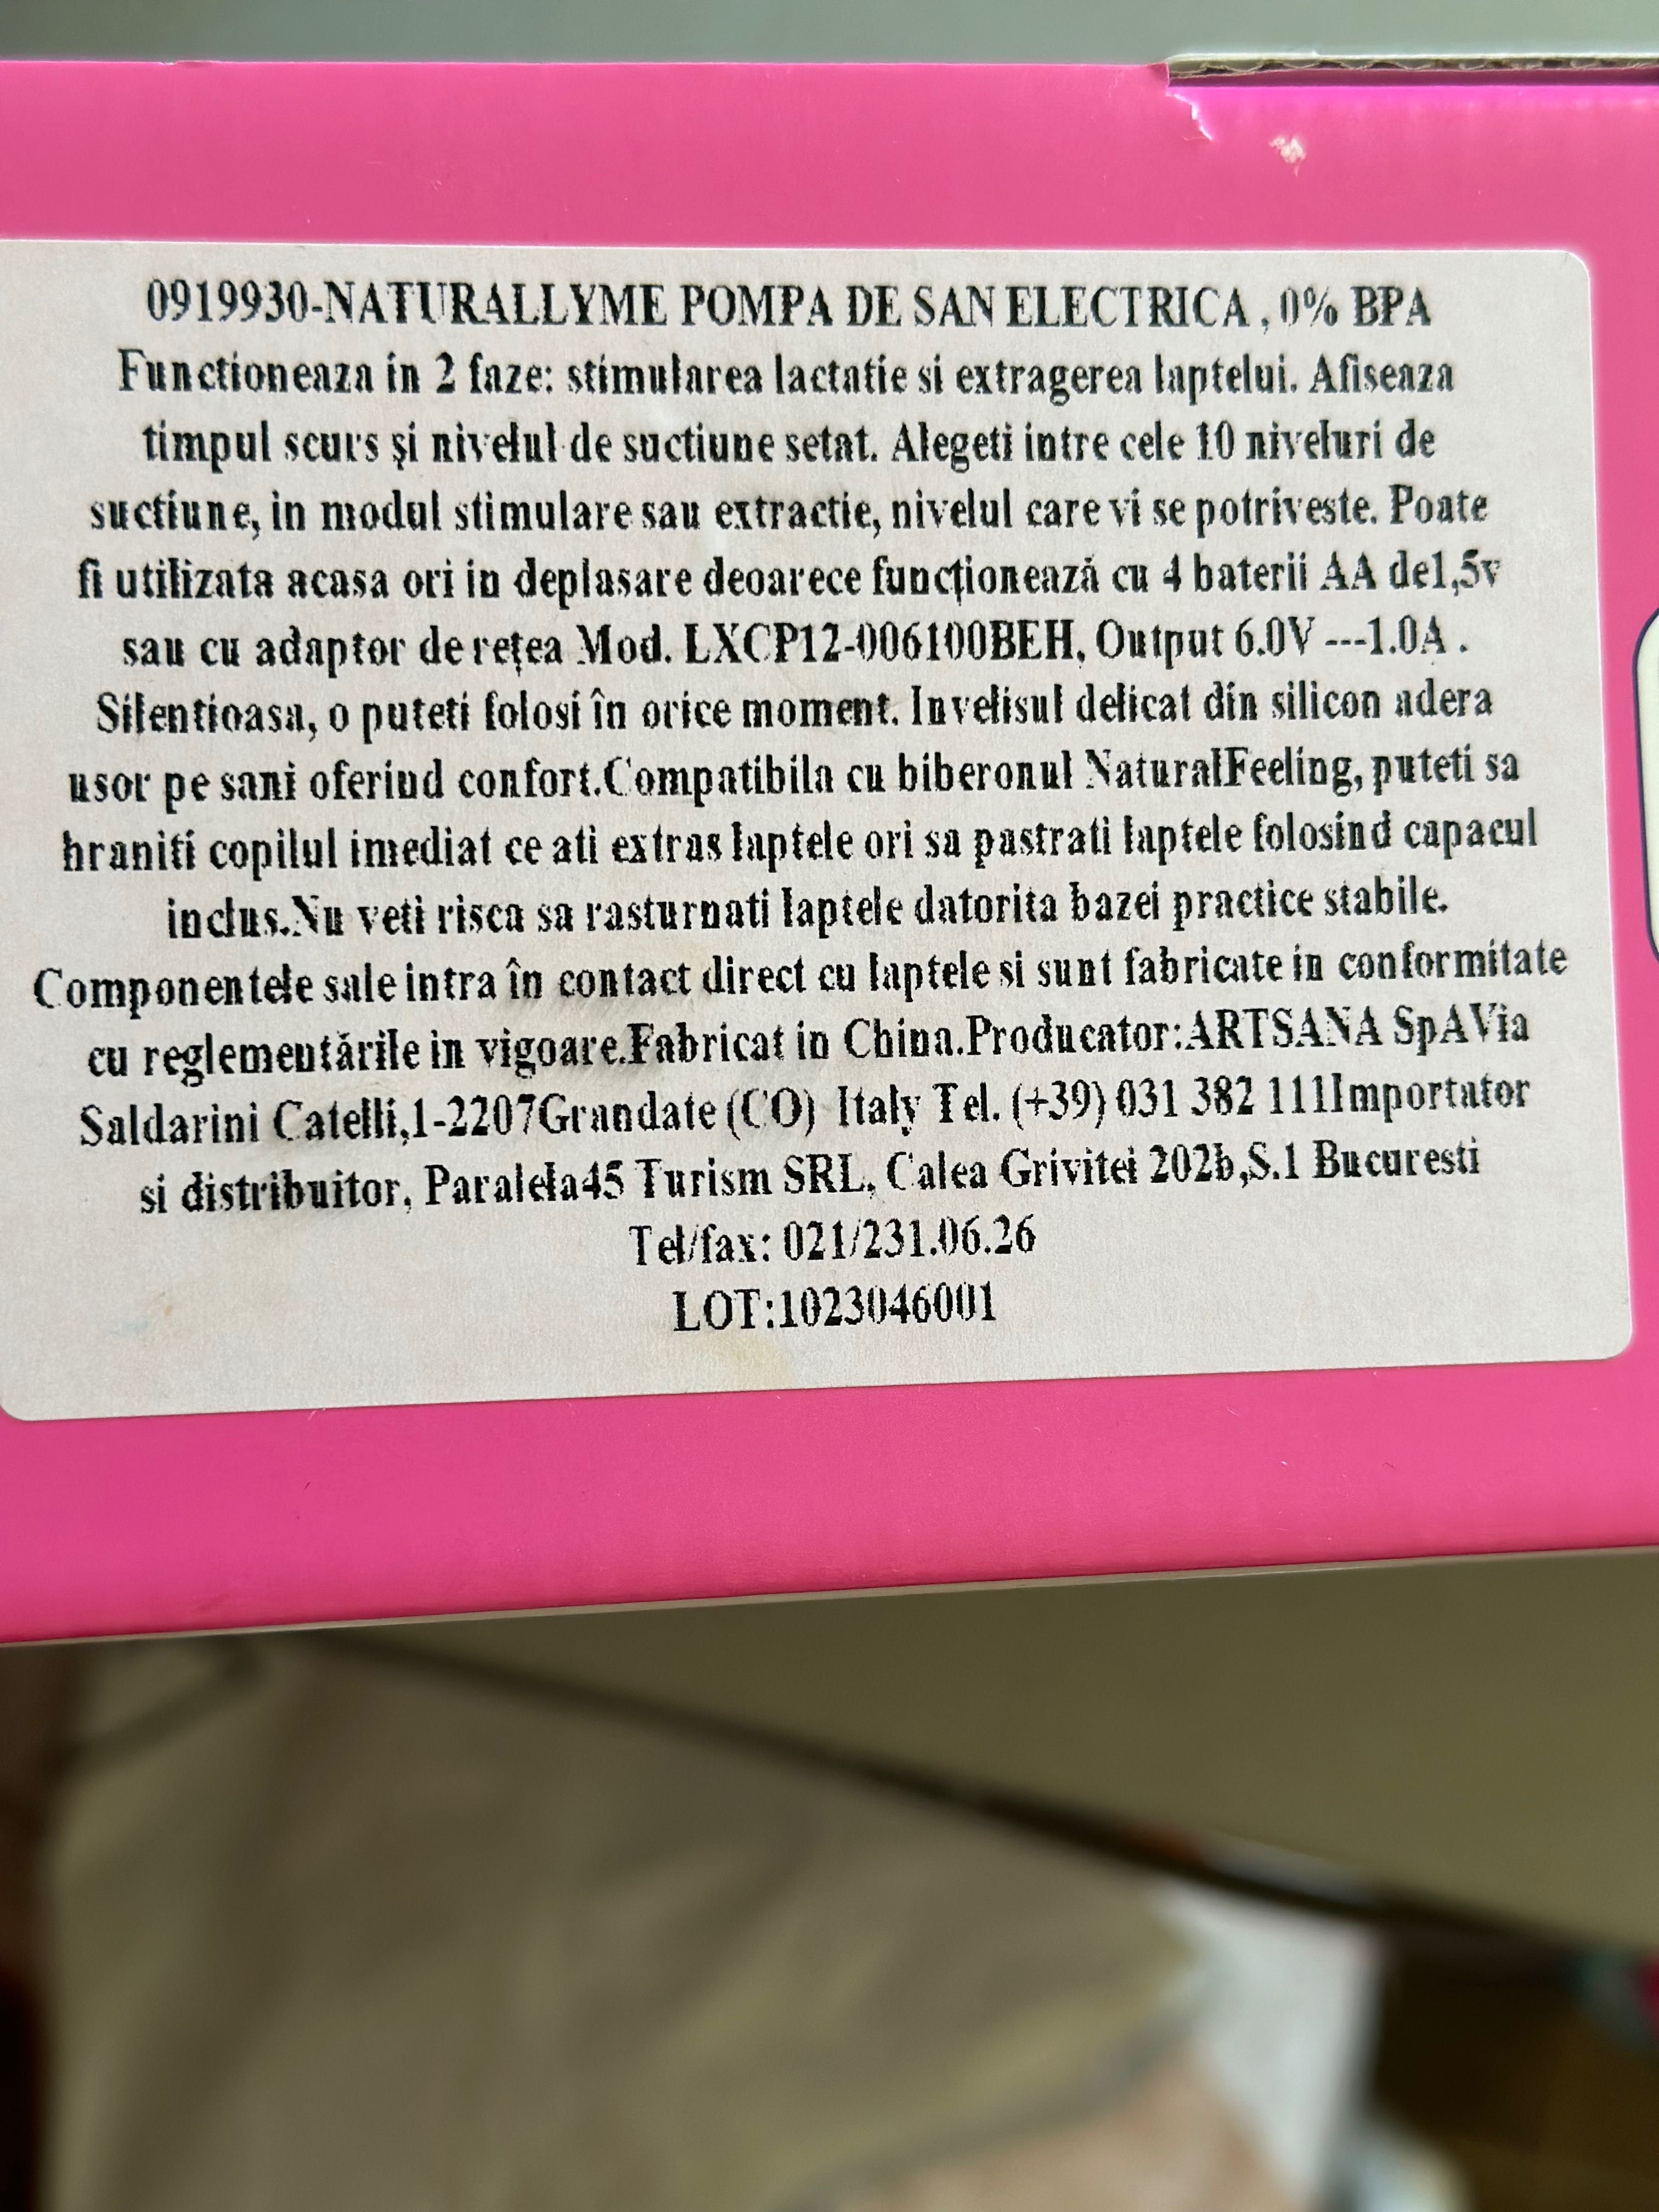 0919930-NATURALLYME POMPA DE SAN ELECTRICA , 0% BPA
Functioneaza in 2 faze: stimularea lactatie si extragerea laptelui. Afiseaza
timpul scurs şi nivelul de suctiune setat. Alegeti intre cele 10 niveluri de
suctiune, in modul stimulare sau extractie, nivelul care vi se potriveste. Poate
fi utilizata acasa ori in deplasare deoarece funcţionează cu 4 baterii AA de1,5v
sau cu adaptor de reţea Mod. LXCP12-006100BEH, Output 6.0V ---1.0A .
Silentioasa, o puteti folosi în orice moment. Invelisul delicat din silicon adera
usor pe sani oferind confort.Compatibila cu biberonul NaturalFeeling, puteti sa
hraniti copilul imediat ce ati extras laptele ori sa pastrati laptele folosind capacul
inclus.Nu veti risca sa rasturnati laptele datorita bazei practice stabile.
Componentele sale intra în contact direct cu laptele si sunt fabricate in conformitate
cu reglementările in vigoare.Fabricat in China.Producator:ARTSANA SpAVia
Saldarini Catelli,1-2207Grandate (CO) Italy Tel. (+39) 031 382 111Importator
si distribuitor, Paralela45 Turism SRL, Calea Grivitei 202b,S.1 Bucuresti
Tel/fax: 021/231.06.26
LOT:1023046001